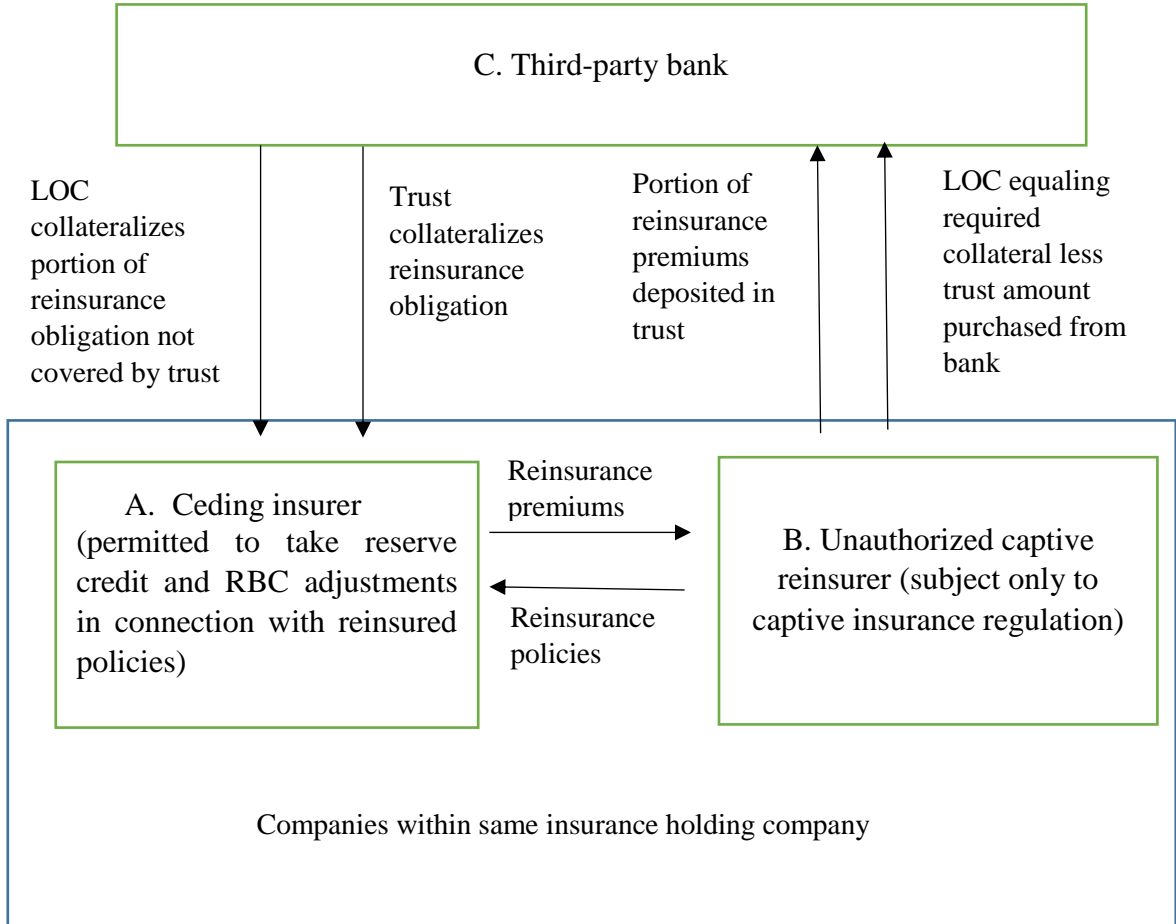 C. Third-party bank
LOC
collateralizes
portion of
reinsurance
obligation not
covered by trust
Trust
collateralizes
reinsurance
obligation
Portion of
reinsurance
premiums
deposited in
trust
LOC equaling
required
collateral less
trust amount
purchased from
bank
A. Ceding insurer
(permitted to take reserve
credit and RBC adjustments
in connection with reinsured
policies)
Reinsurance
premiums
Reinsurance
policies
B. Unauthorized captive
reinsurer (subject only to
captive insurance regulation)
Companies within same insurance holding company